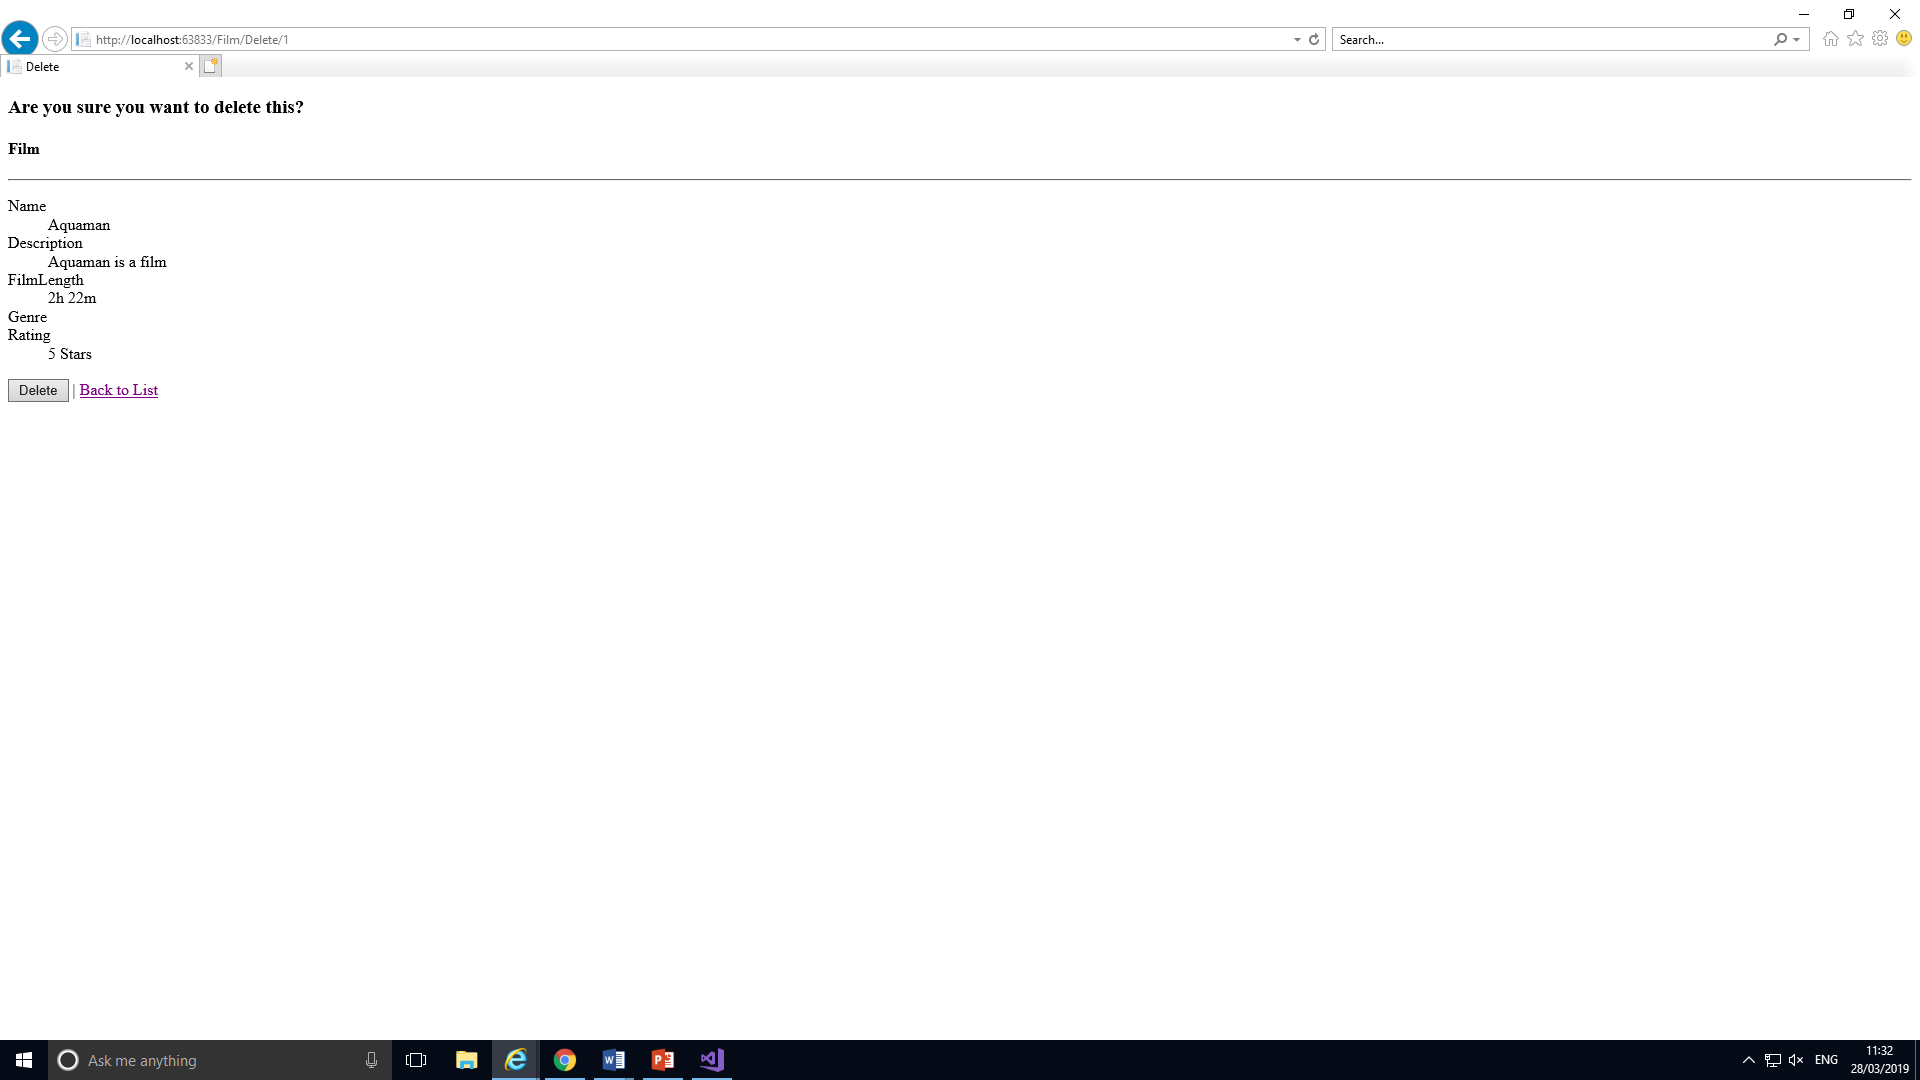 http://localhost:63833/Film/Delete/1
Search...
Delete
Are you sure you want to delete this?
Film
Name
Aquaman
Description
Aquaman is a film
FilmLength
2h 22m
Genre
Rating
5 Stars
Delete | Back to List
Ask me anything
ENG
11:32
28/03/2019